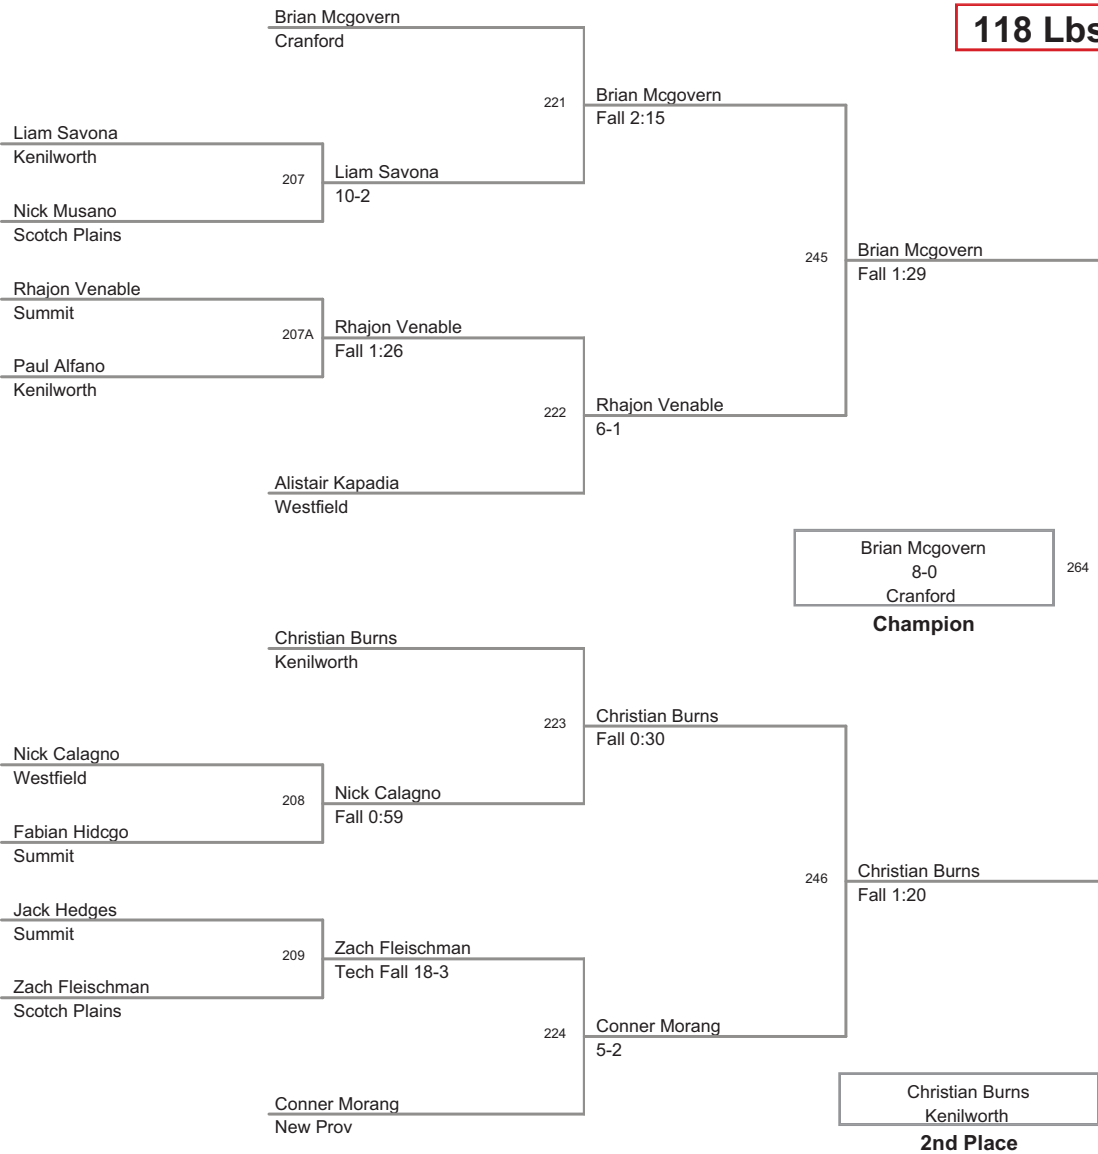 118 Lbs
Brian Mcgovern
Cranford
221
Brian Mcgovern
Fall 2:15
Liam Savona
Kenilworth
207
Liam Savona
10-2
Nick Musano
Scotch Plains
245
Brian Mcgovern
Fall 1:29
Rhajon Venable
Summit
207A
Rhajon Venable
Fall 1:26
Paul Alfano
Kenilworth
222
Rhajon Venable
6-1
Alistair Kapadia
Westfield
Brian Mcgovern
8-0
Cranford
264
Champion
Christian Burns
Kenilworth
223
Christian Burns
Fall 0:30
Nick Calagno
Westfield
208
Nick Calagno
Fall 0:59
Fabian Hidcgo
Summit
246
Christian Burns
Fall 1:20
Jack Hedges
Summit
209
Zach Fleischman
Tech Fall 18-3
Zach Fleischman
Scotch Plains
224
Conner Morang
5-2
Conner Morang
New Prov
Christian Burns
Kenilworth
2nd Place